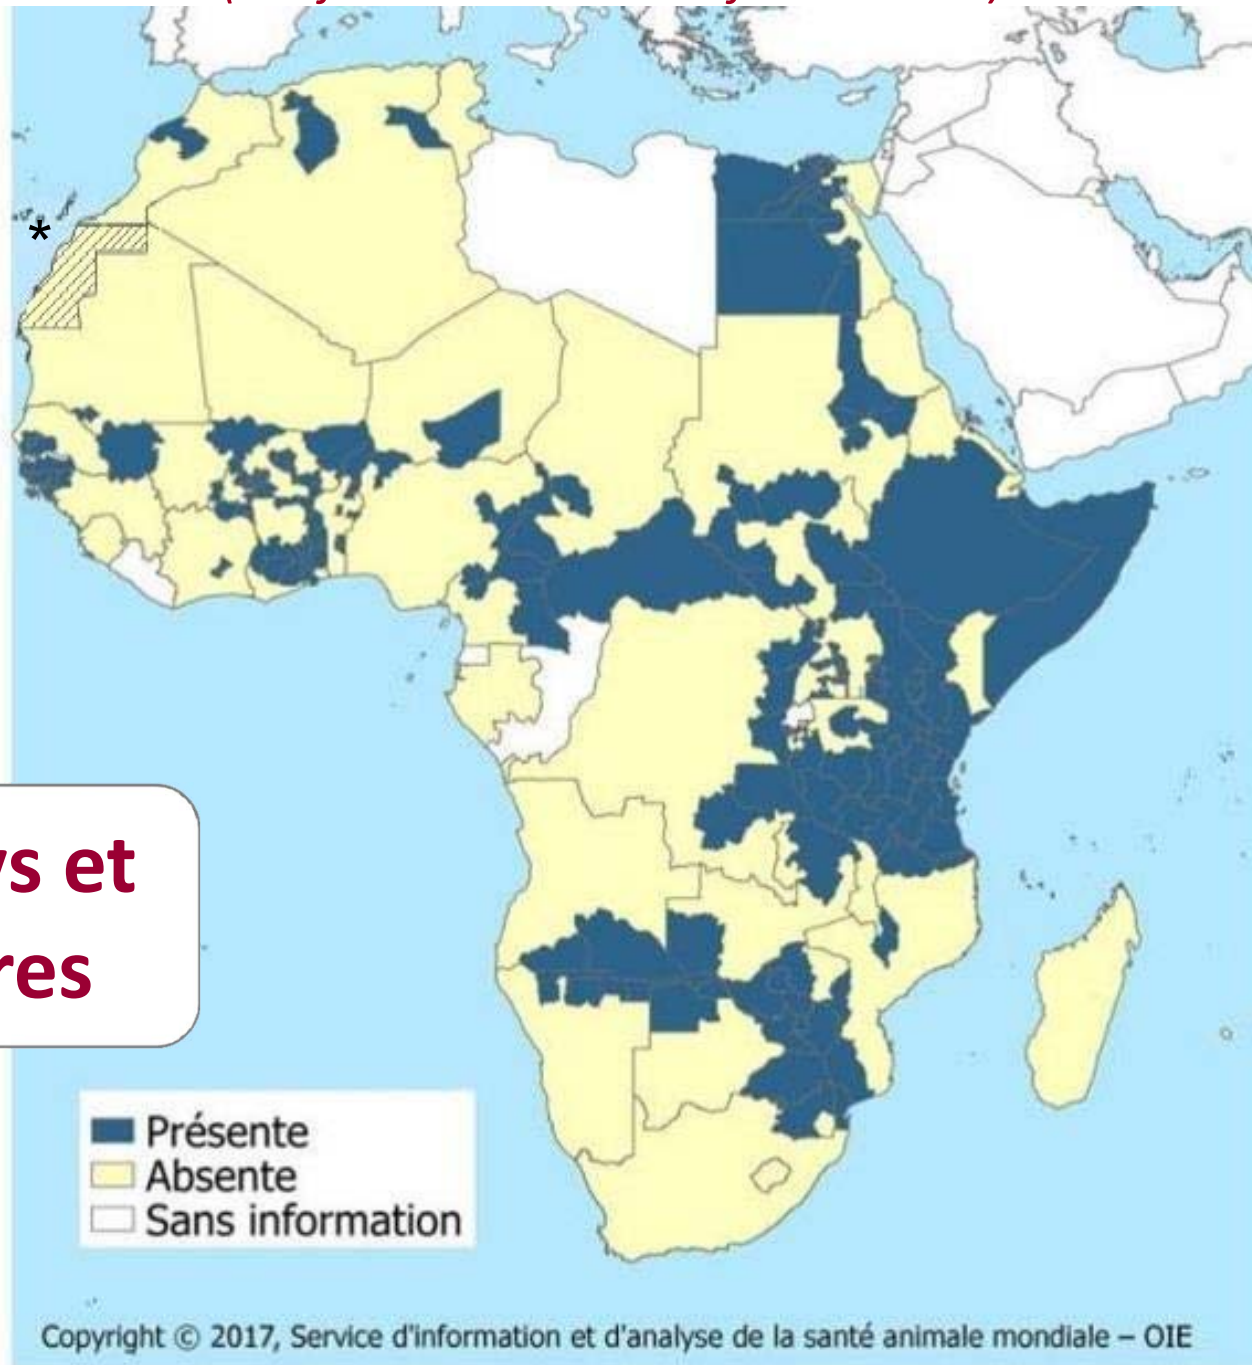 *
ys et
res
Présente
Absente
Sans information
Copyright © 2017, Service d'information et d'analyse de la santé animale mondiale – OIE